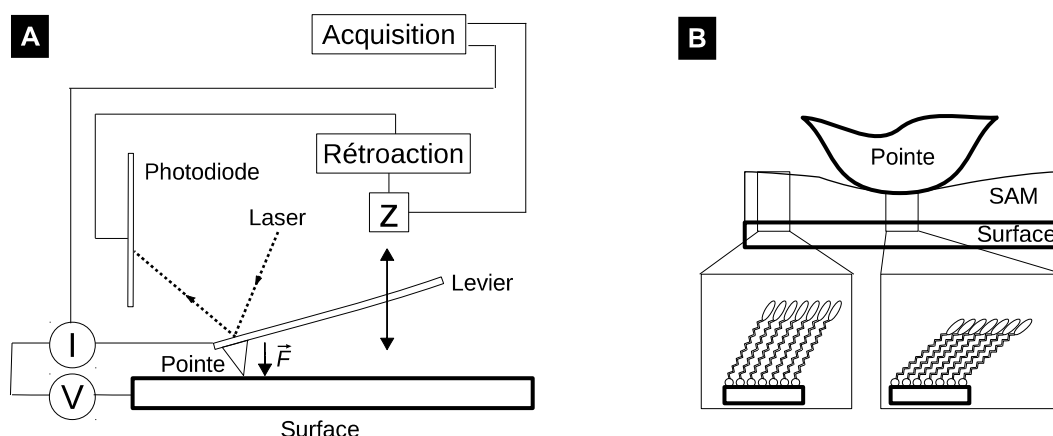 A
Acquisition
Rétroaction
Photodiode
Z
Laser
Levier
I
Pointe
F
V
Surface
B
Pointe
SAM
Surface